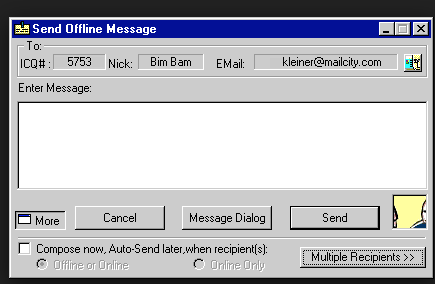 Send Offline Message
To:
ICQ# : 5753 Nick: Bim Bam EMail: kleiner@mailcity.com
Enter Message:
More Cancel Message Dialog Send
Compose now, Auto-Send later,when recipient(s):
Offline or Online Online Only Multiple Recipients >>